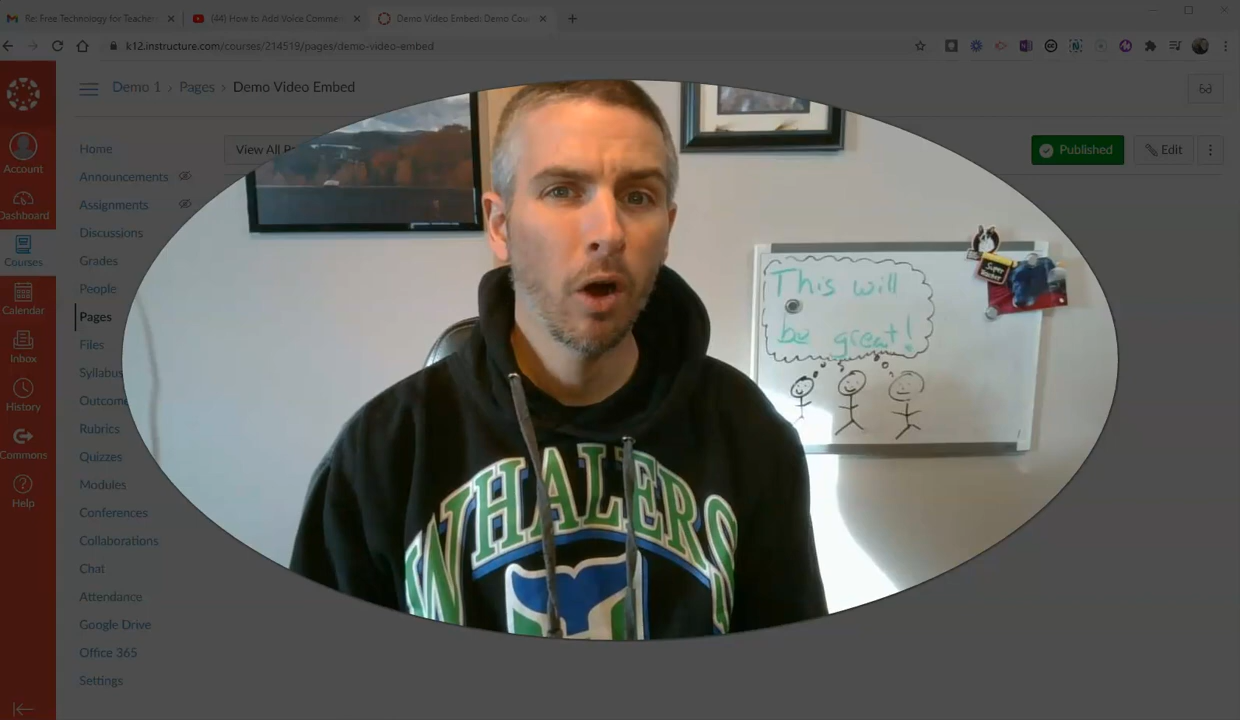 Re: Free Technology for Teacher
(44) How to Add Voice Comme
Demo Video Embed: Demo Cou
k12.instructure.com/courses/214519/pages/demo-video-embed
Demo 1 > Pages > Demo Video Embed
View All P
Published
Edit
Account
Dashboard
Courses
Calendar
Inbox
History
Commons
Help
Home
Announcements
Assignments
Discussions
Grades
People
Pages
Files
Syllabus
Outcome
Rubrics
Quizzes
Modules
Conferences
Collaborations
Chat
Attendance
Google Drive
Office 365
Settings
This will
be great!
Super
WHALERS